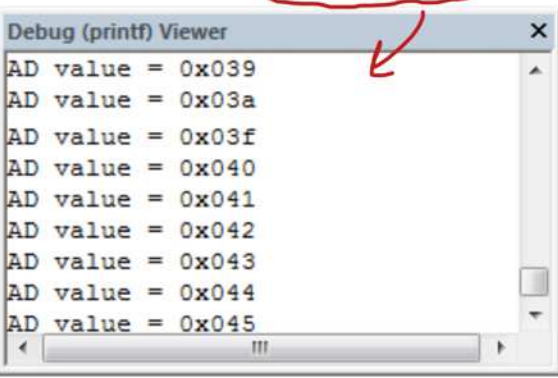 Debug (printf) Viewer
AD value = 0x039
AD value = 0x03a
AD value = 0x03f
AD value = 0x040
AD value = 0x041
AD value = 0x042
AD value = 0x043
AD value = 0x044
AD value = 0x045